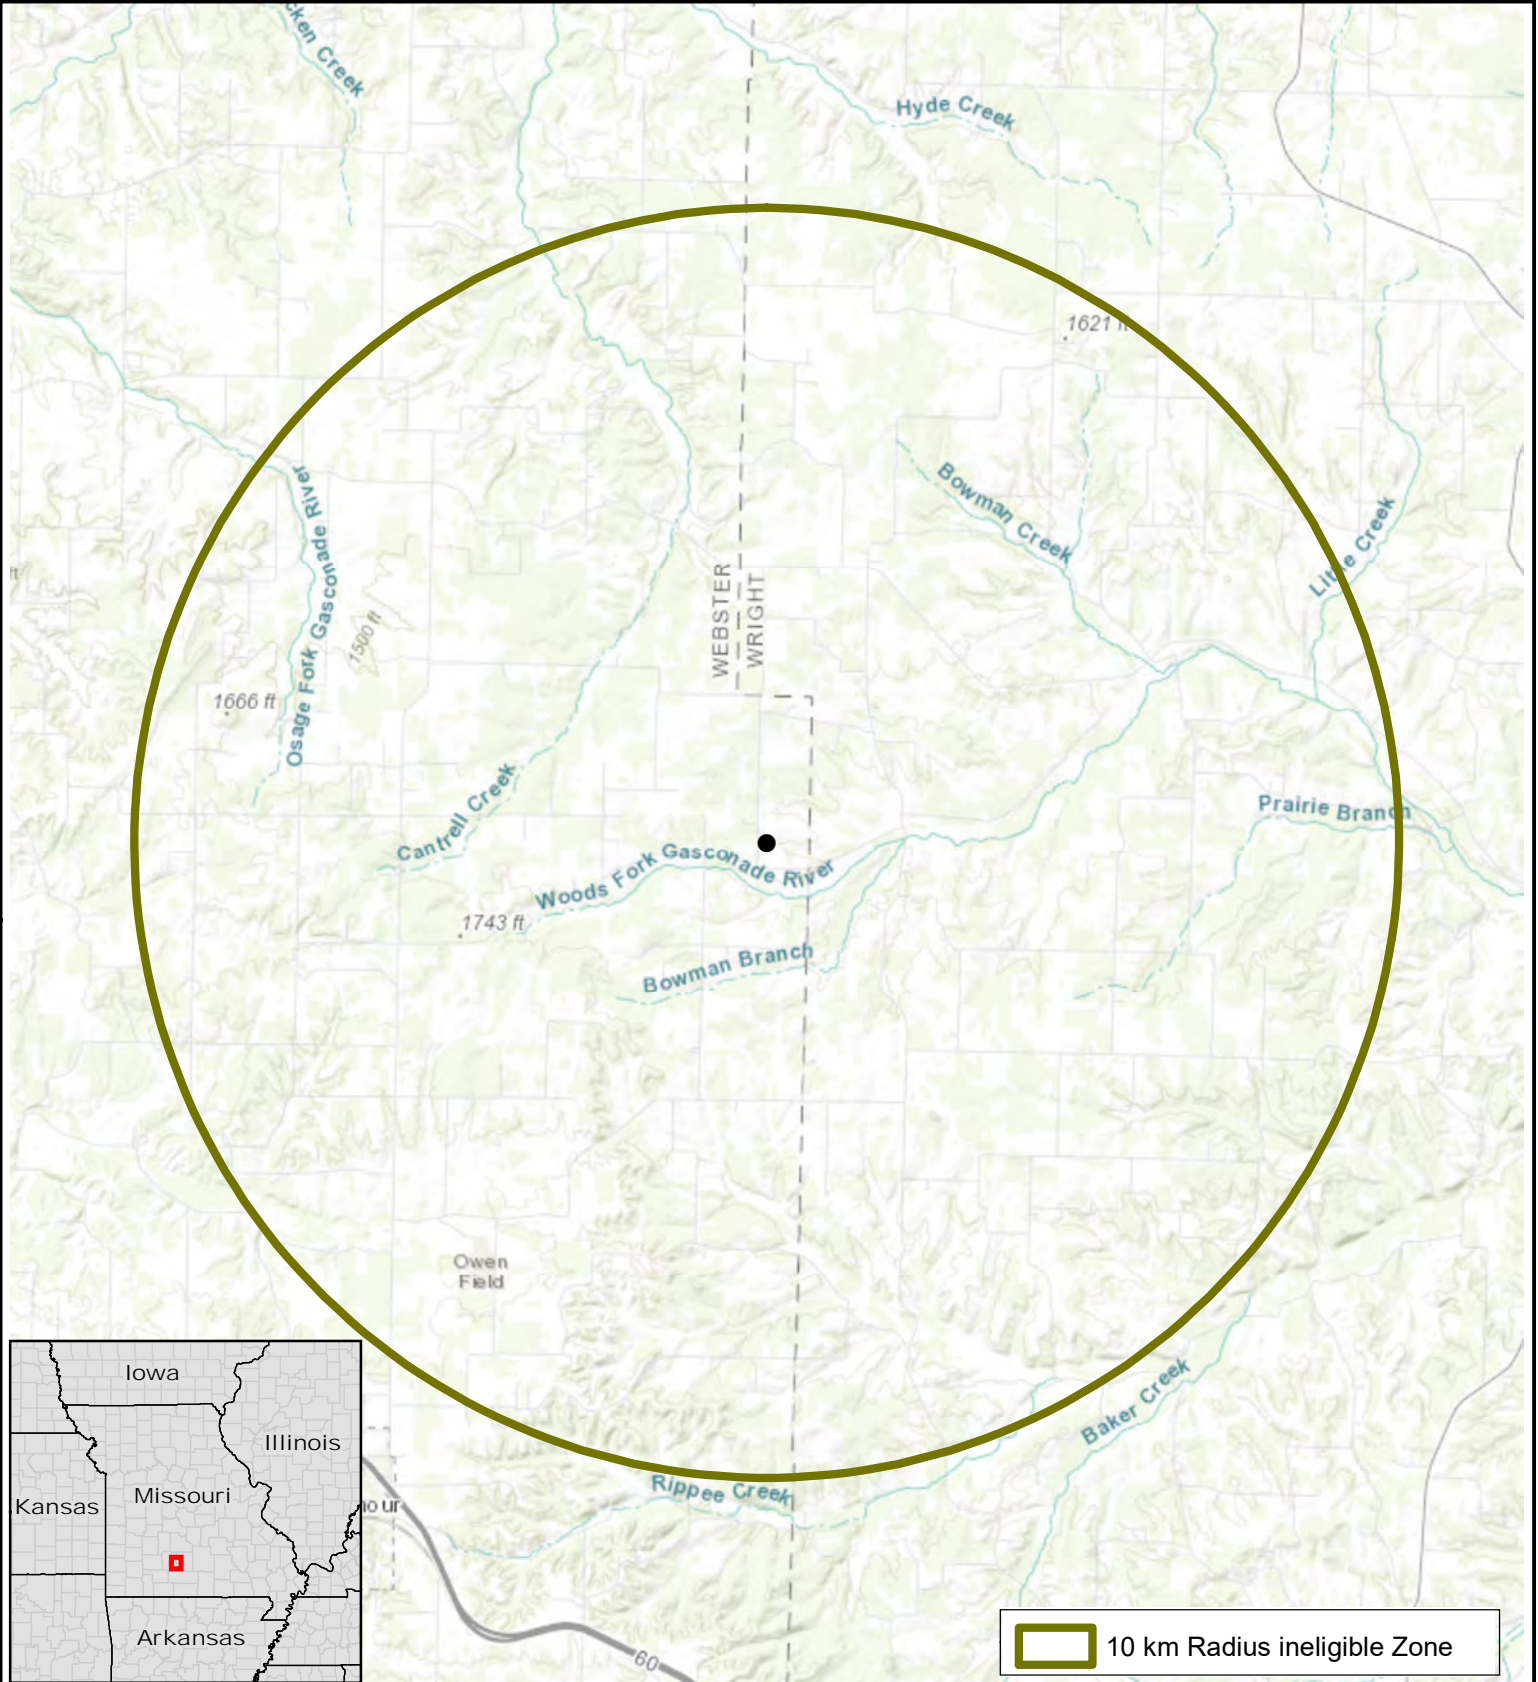 Creek
Hyde Creek
1621 ft
Bowman Creek
Little Creek
Osage Fork Gasconade River
1500 ft
WEBSTER
WRIGHT
1666 ft
Cantrell Creek
Prairie Branch
Woods Fork Gasconade River
1743 ft
Bowman Branch
Owen
Field
Baker Creek
Rippee Creek
60
Iowa
Illinois
Missouri
Kansas
Arkansas
10 km Radius ineligible Zone